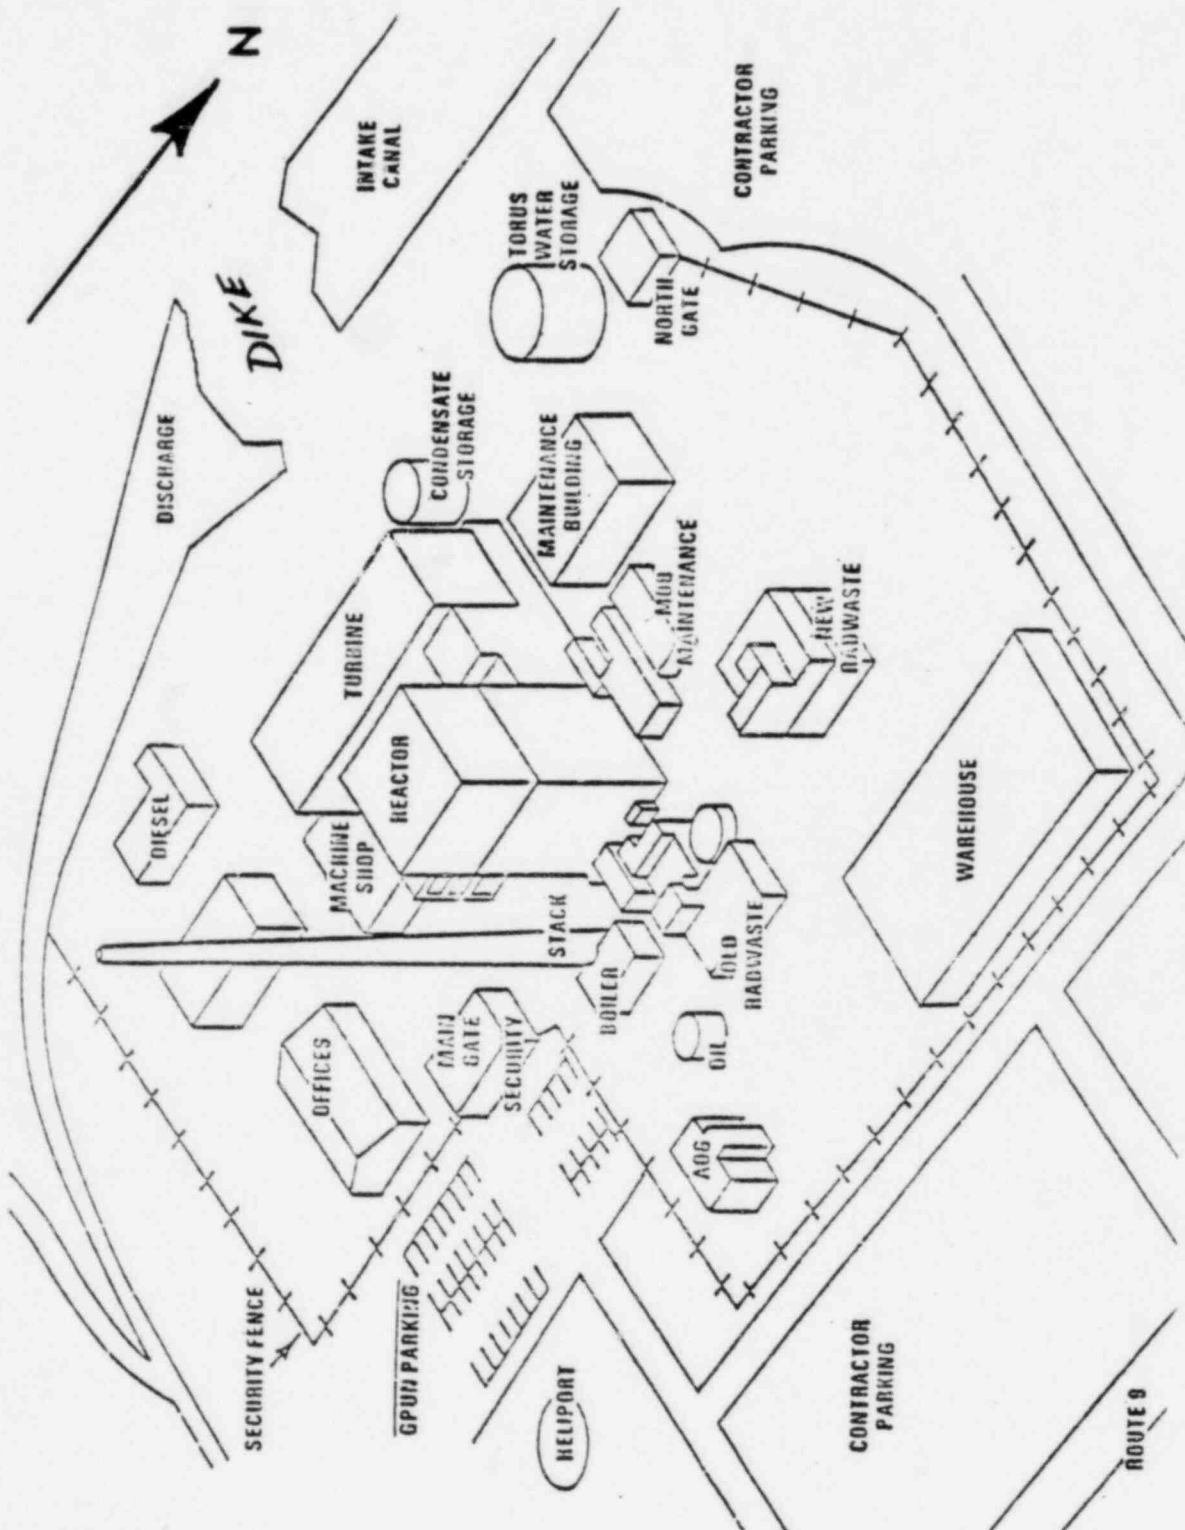 N
DIKE
INTAKE
CANAL
DISCHARGE
CONTRACTOR
PARKING
TORUS
WATER
STORAGE
NORTH
GATE
CONDENSATE
STORAGE
MAINTENANCE
BUILDING
MOB
MAINTENANCE
NEW
RADWASTE
TURBINE
REACTOR
DIESEL
MACHINE
SHOP
STACK
BOILER
OLD
RADWASTE
WAREHOUSE
OFFICES
MAIN
GATE
SECURITY
OIL
AOG
SECURITY FENCE
GPUN PARKING
HELIPORT
CONTRACTOR
PARKING
ROUTE 9